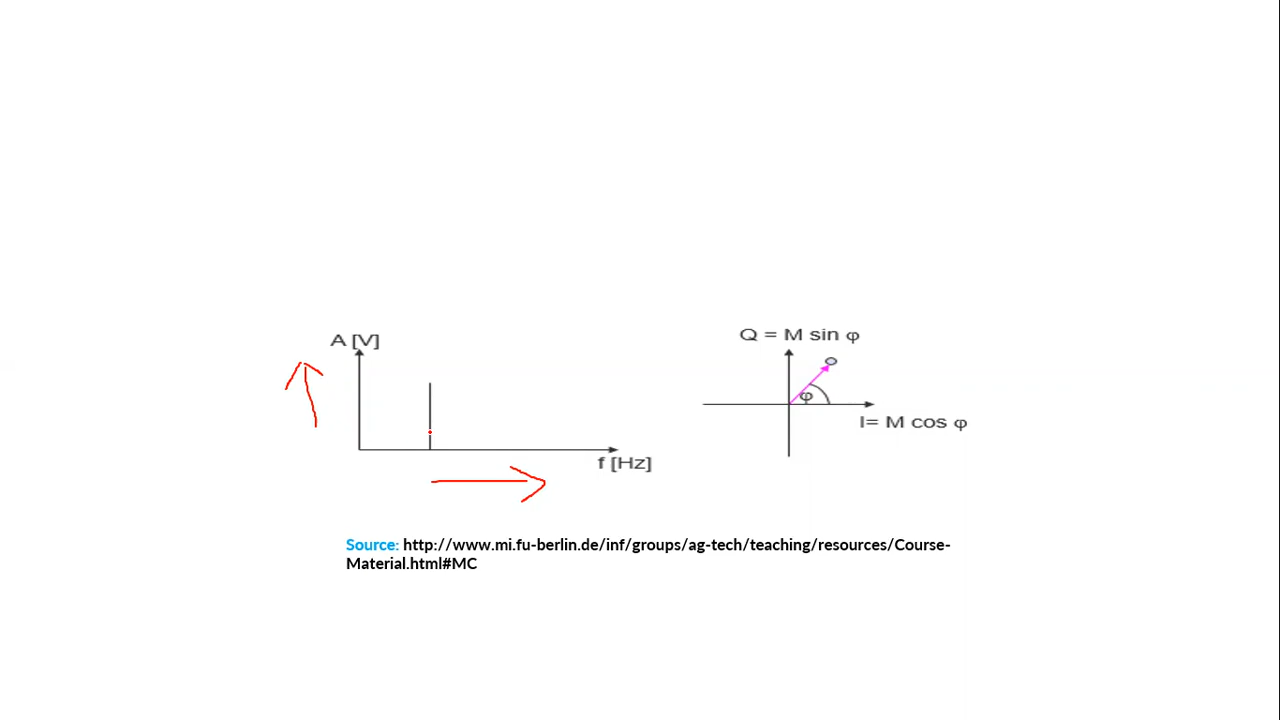 Q = M sin φ
A [V]
φ
I= M cos φ
f [Hz]
Source: http://www.mi.fu-berlin.de/inf/groups/ag-tech/teaching/resources/Course-
Material.html#MC